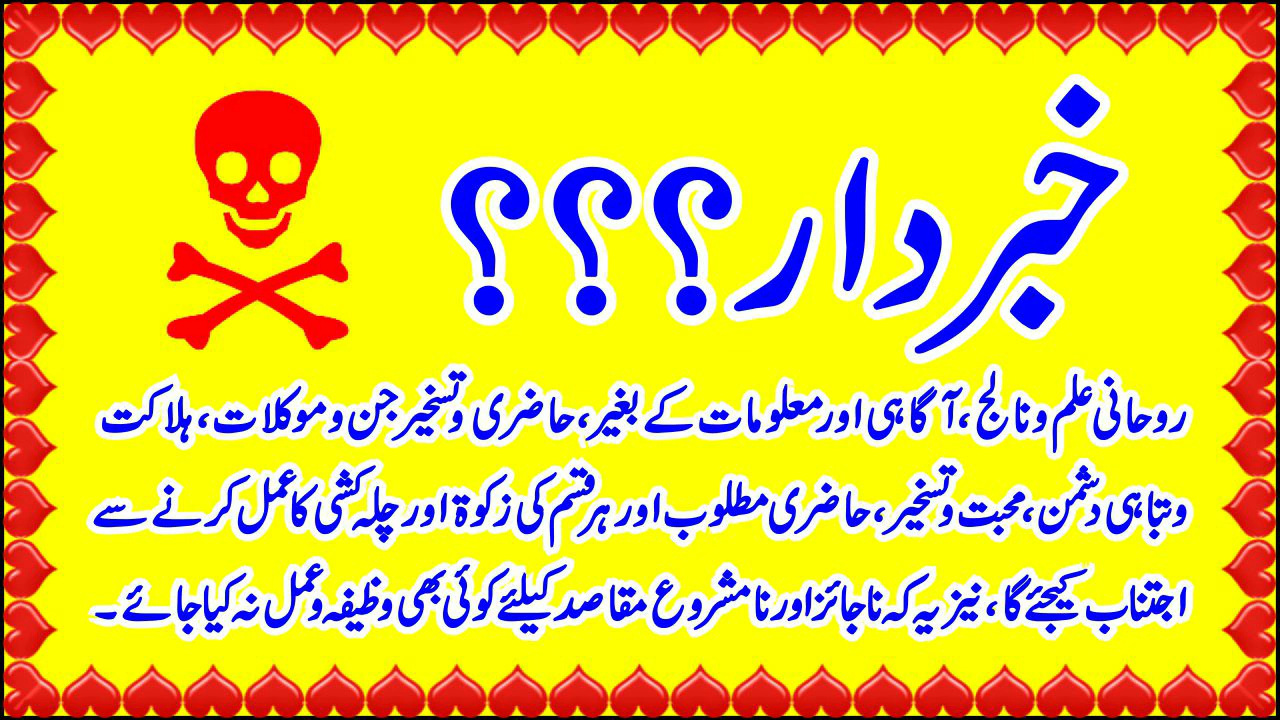 خبردار؟؟؟
روحانی علم و نالج، آگاہی اور معلومات کے بغیر، حاضری و تسخیر جن و موکلات، ہلاکت
و تباہی دشمن، محبت و تسخیر، حاضری مطلوب اور ہر قسم کی زکوۃ اور چلہ کشی کا عمل کرنے سے
اجتناب کیجئے گا، نیز یہ کہ ناجائز اور نامشروع مقاصد کیلئے کوئی بھی وظیفہ و عمل نہ کیا جائے۔